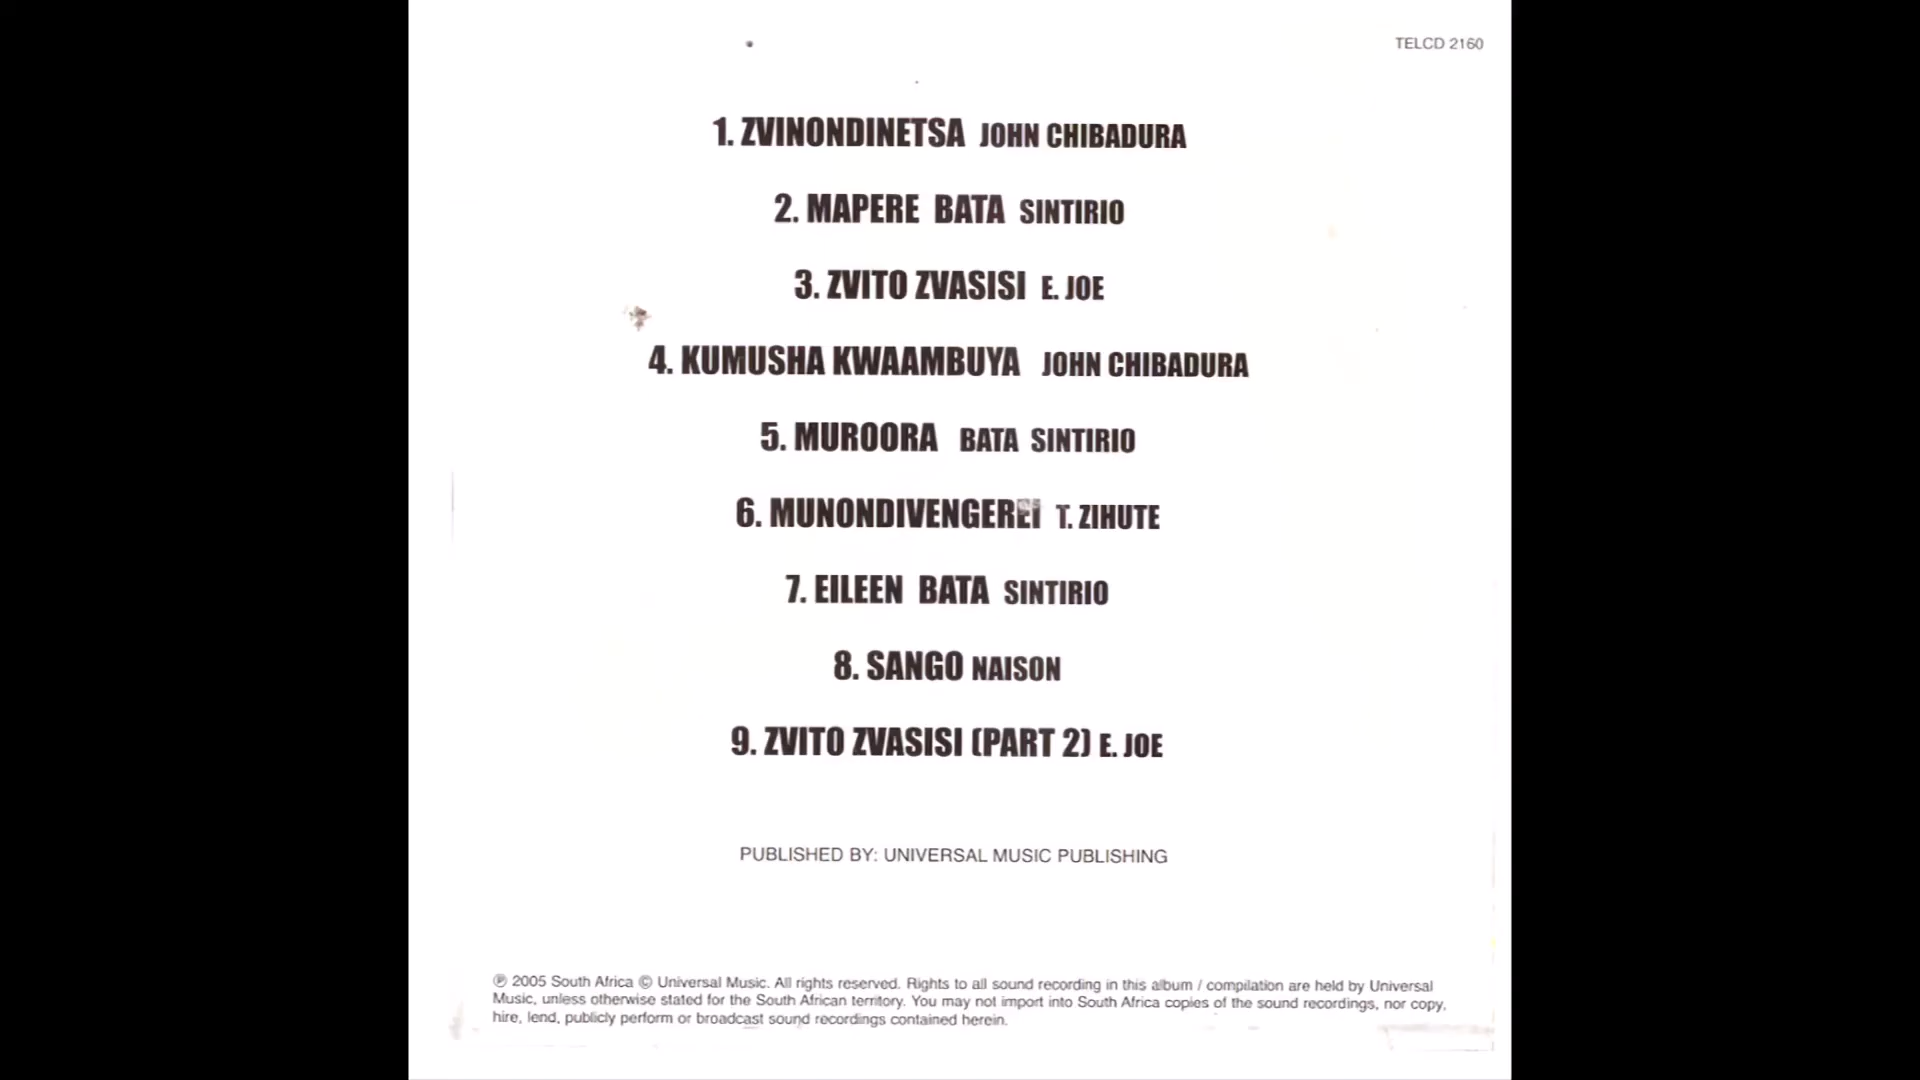 TELCD 2160
1. ZVINONDINETSA JOHN CHIBADURA
2. MAPERE BATA SINTIRIO
3. ZVITO ZVASISI E. JOE
4. KUMUSHA KWAAMBUYA JOHN CHIBADURA
5. MUROORA BATA SINTIRIO
6. MUNONDIVENGEREI T. ZIHUTE
7. EILEEN BATA SINTIRIO
8. SANGO NAISON
9. ZVITO ZVASISI (PART 2) E. JOE
PUBLISHED BY: UNIVERSAL MUSIC PUBLISHING
℗ 2005 South Africa © Universal Music. All rights reserved. Rights to all sound recording in this album / compilation are held by Universal
Music, unless otherwise stated for the South African territory. You may not import into South Africa copies of the sound recordings, nor copy,
hire, lend, publicly perform or broadcast sound recordings contained herein.